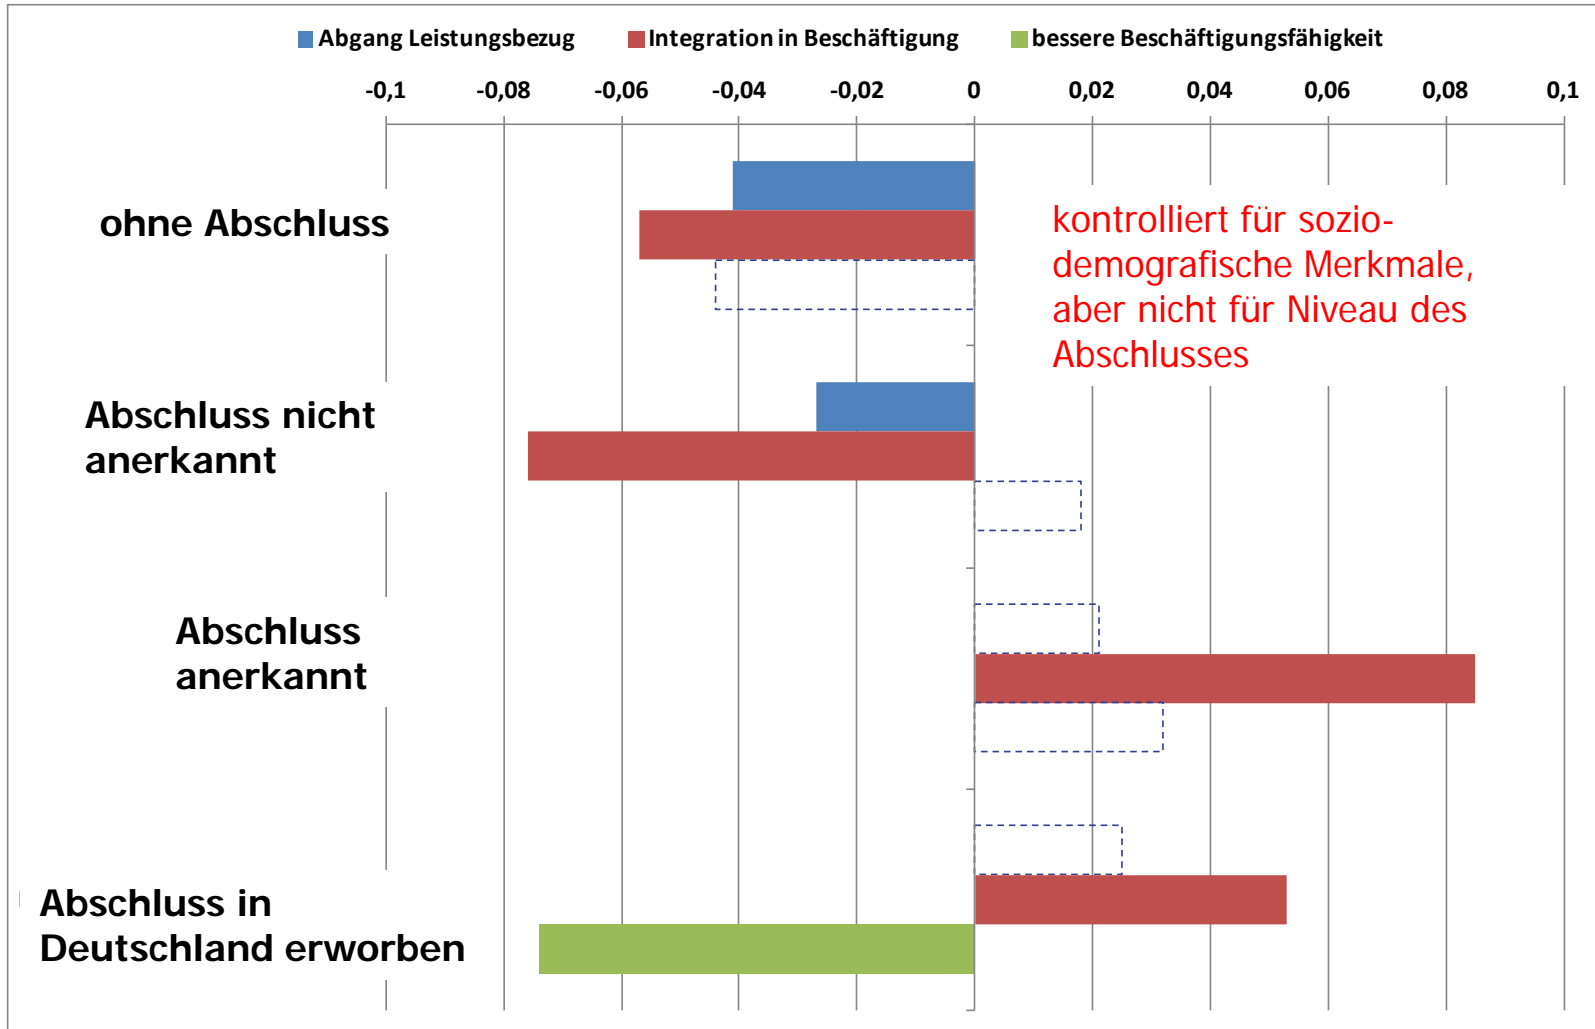 Abgang Leistungsbezug Integration in Beschäftigung bessere Beschäftigungsfähigkeit
-0,1 -0,08 -0,06 -0,04 -0,02 0 0,02 0,04 0,06 0,08 0,1
ohne Abschluss
kontrolliert für sozio-
demografische Merkmale,
aber nicht für Niveau des
Abschlusses
Abschluss nicht
anerkannt
Abschluss
anerkannt
Abschluss in
Deutschland erworben